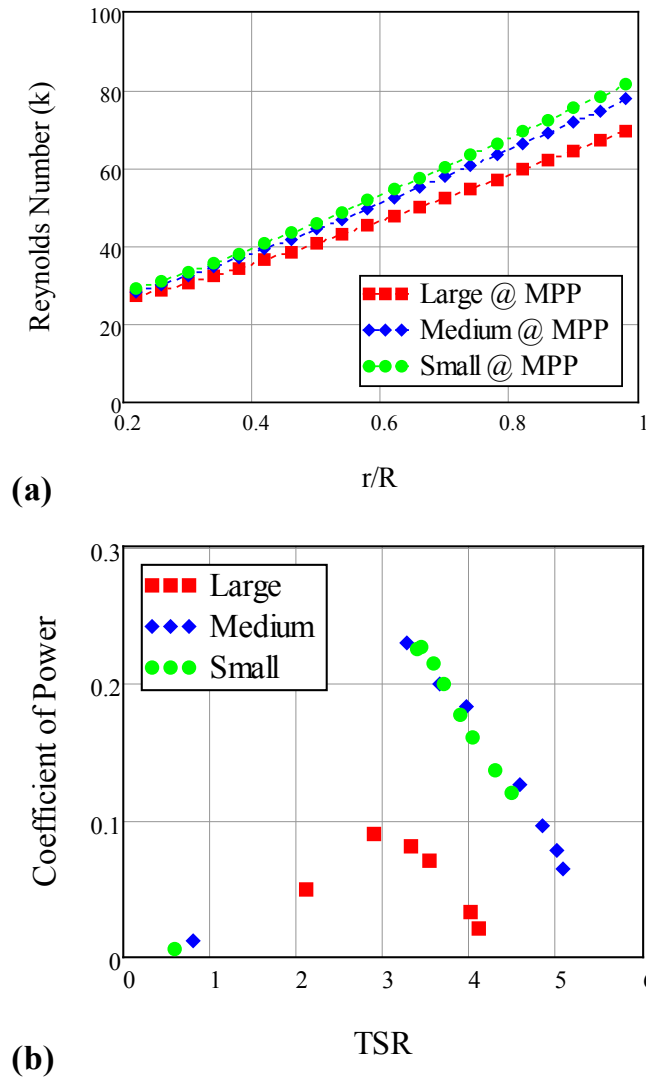 100
80
60
40
20
0
Reynolds Number (k)
Large @ MPP
Medium @ MPP
Small @ MPP
0.2 0.4 0.6 0.8 1
r/R
(a)
0.3
0.2
0.1
0
Coefficient of Power
Large
Medium
Small
0 1 2 3 4 5 6
TSR
(b)